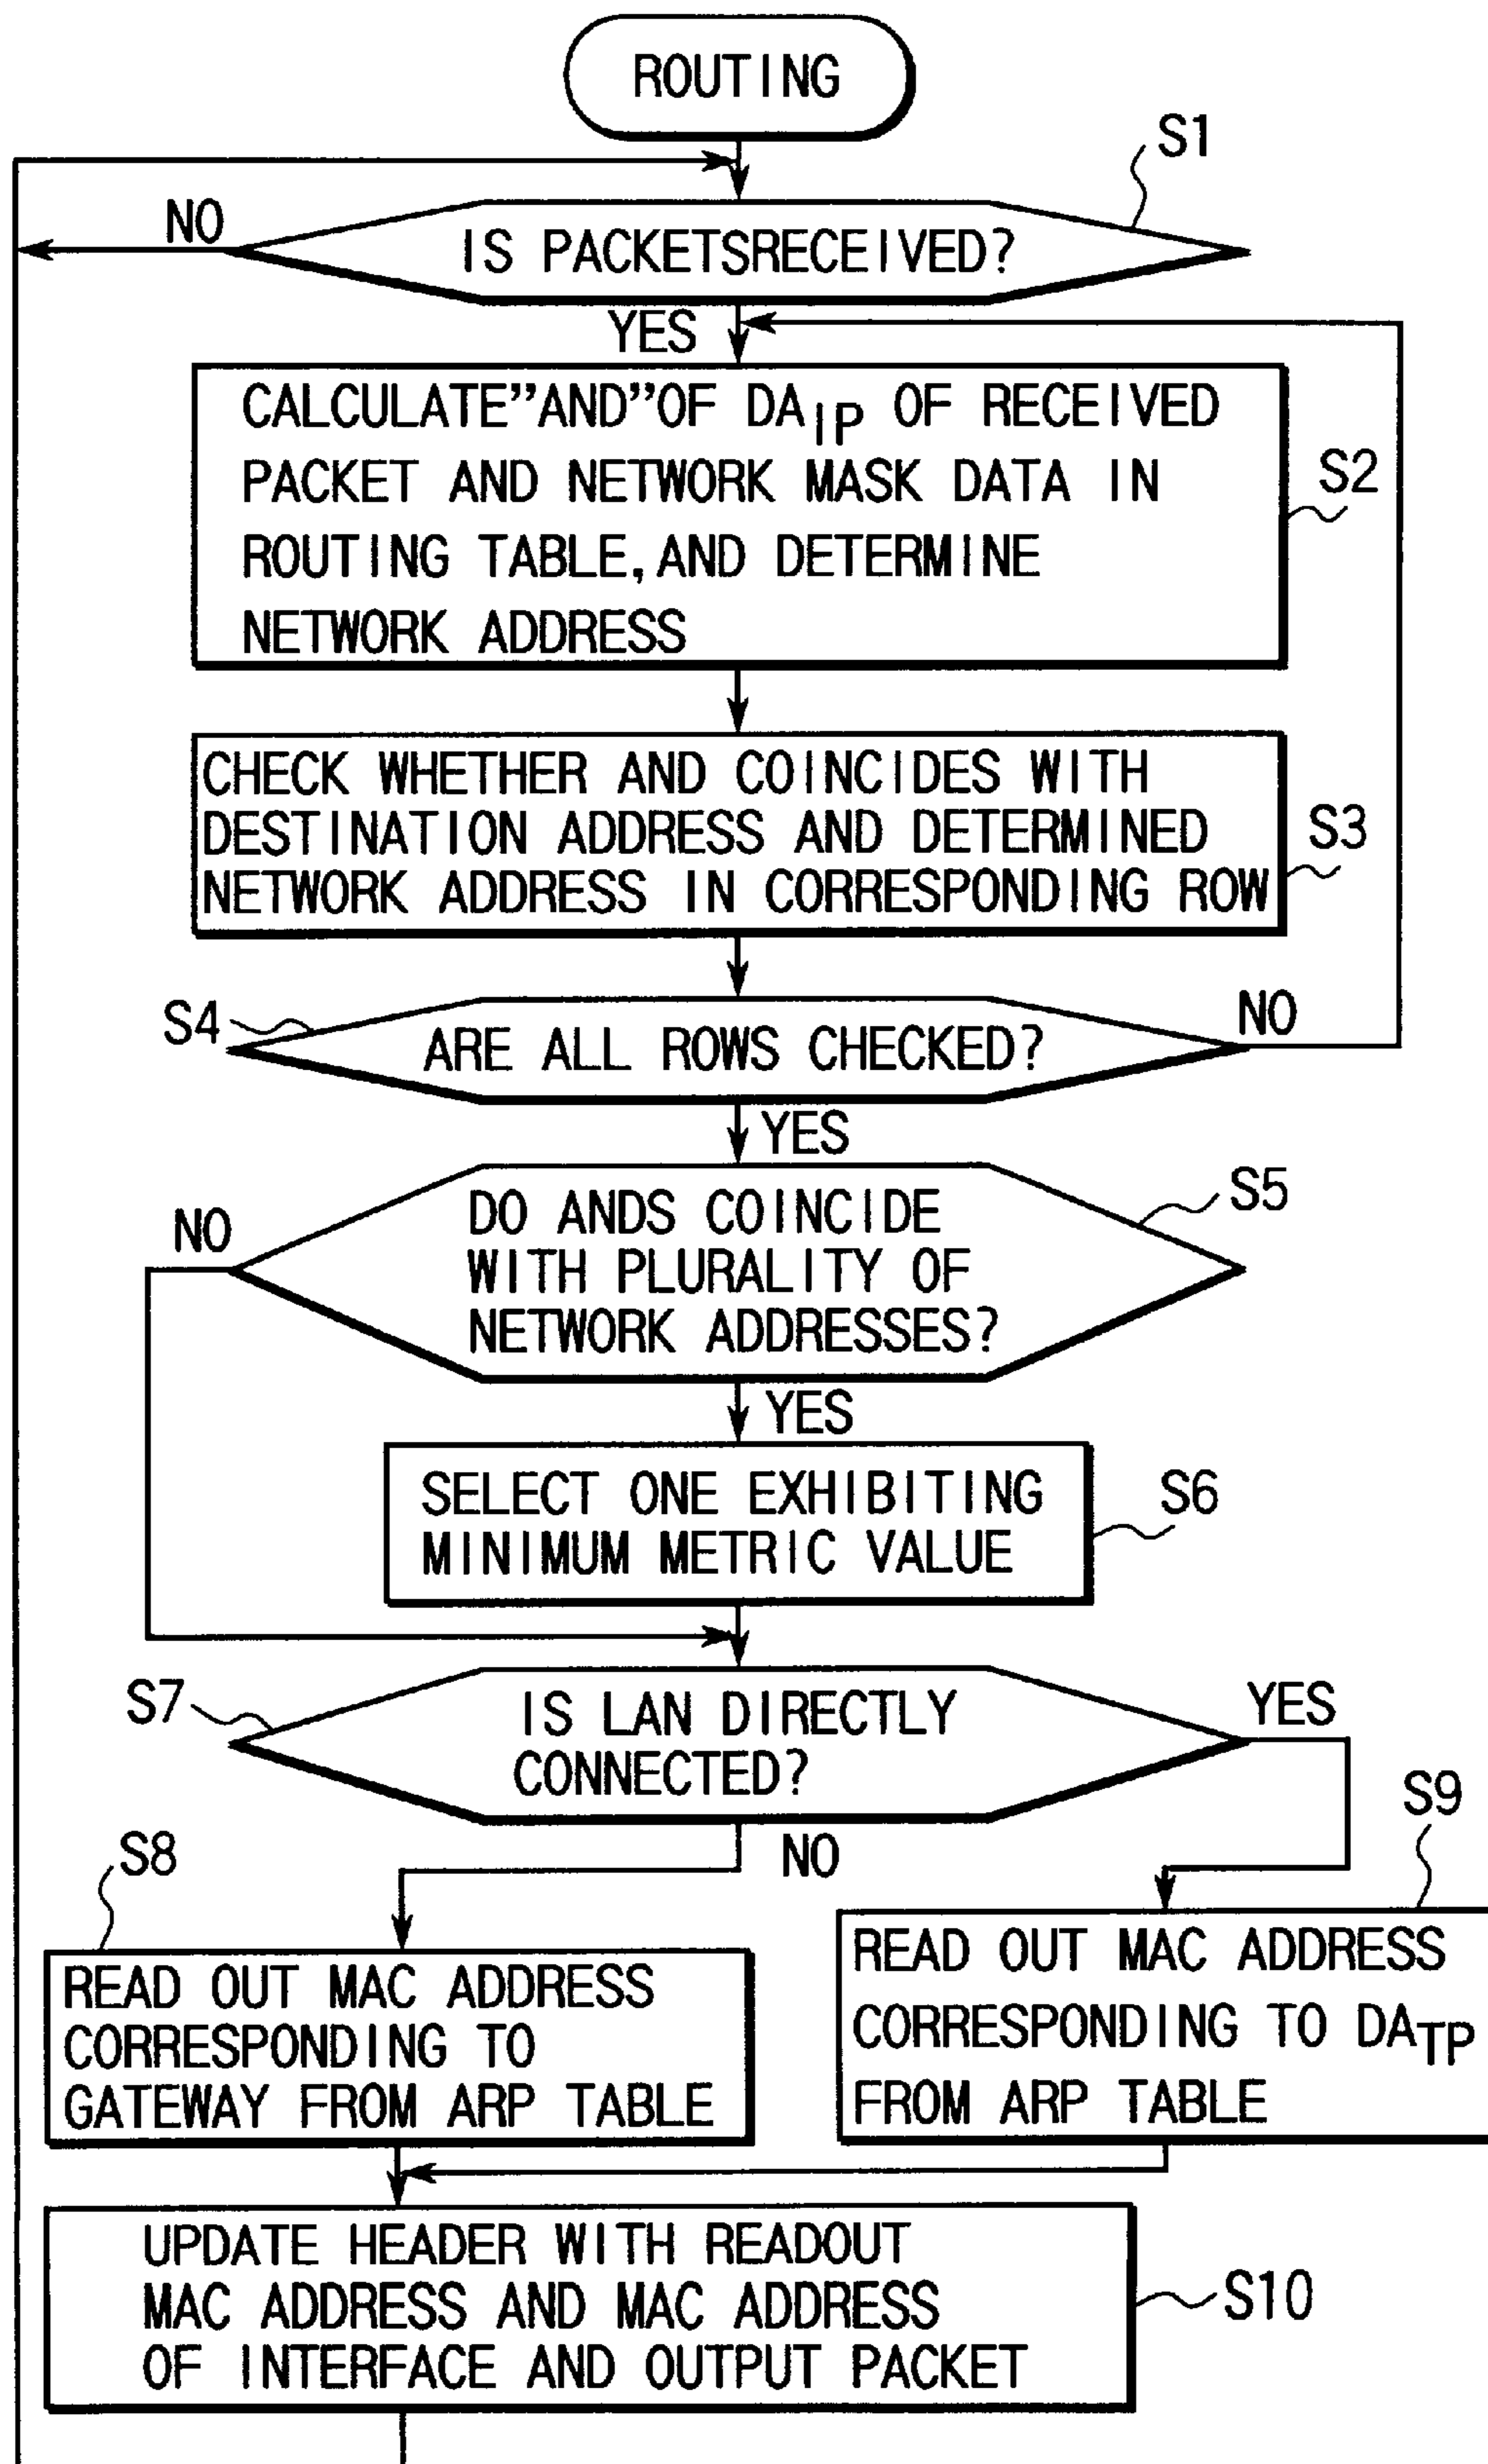 ROUTING
S1
NO
IS PACKETSRECEIVED?
YES
CALCULATE”AND”OF DAIP OF RECEIVED
PACKET AND NETWORK MASK DATA IN
ROUTING TABLE,AND DETERMINE
NETWORK ADDRESS
S2
CHECK WHETHER AND COINCIDES WITH
DESTINATION ADDRESS AND DETERMINED
NETWORK ADDRESS IN CORRESPONDING ROW
S3
S4
ARE ALL ROWS CHECKED?
NO
YES
DO ANDS COINCIDE
WITH PLURALITY OF
NETWORK ADDRESSES?
S5
NO
YES
SELECT ONE EXHIBITING
MINIMUM METRIC VALUE
S6
S7
IS LAN DIRECTLY
CONNECTED?
YES
NO
S8
READ OUT MAC ADDRESS
CORRESPONDING TO
GATEWAY FROM ARP TABLE
S9
READ OUT MAC ADDRESS
CORRESPONDING TO DATP
FROM ARP TABLE
UPDATE HEADER WITH READOUT
MAC ADDRESS AND MAC ADDRESS
OF INTERFACE AND OUTPUT PACKET
S10